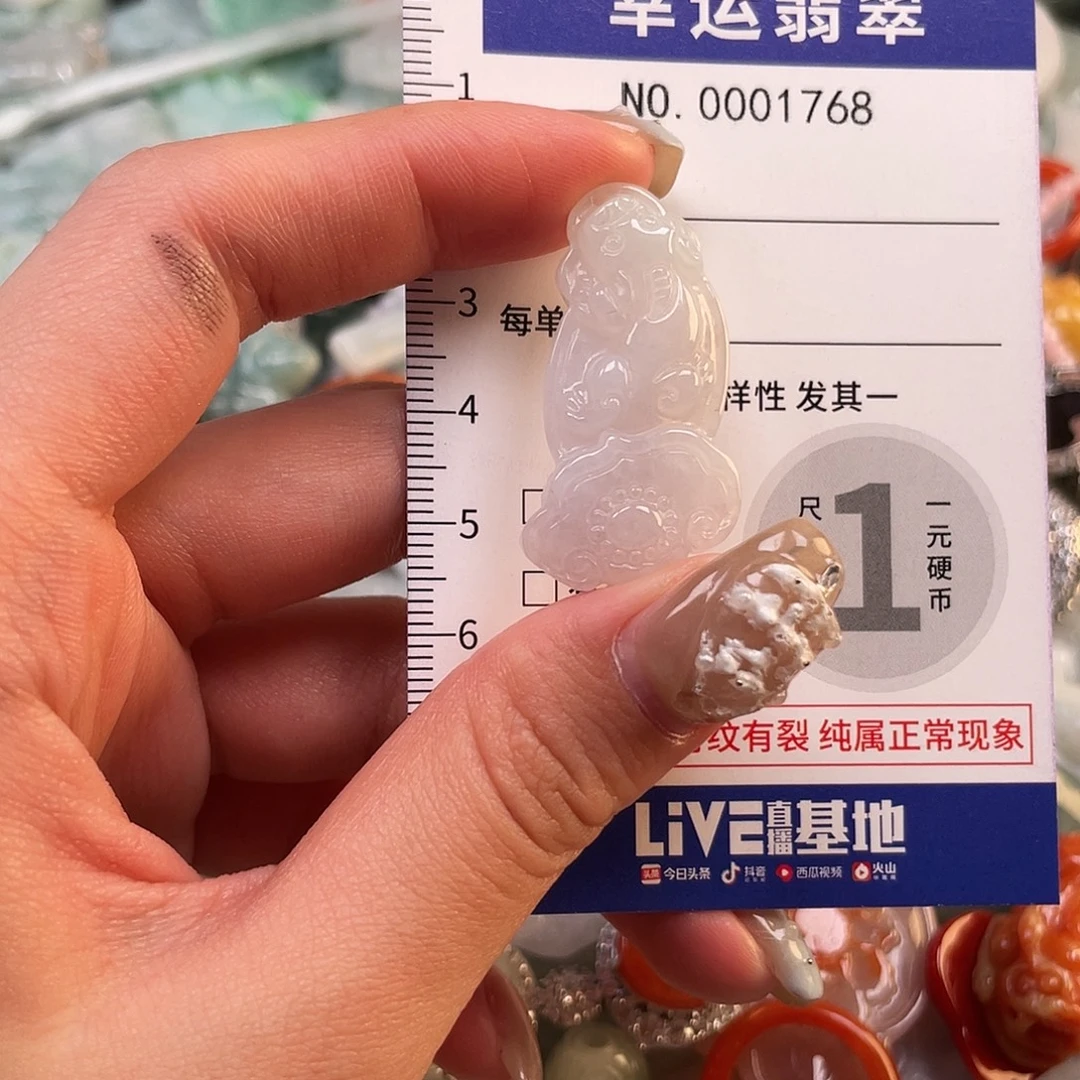 幸运翡翠
1
NO. 0001768
3
每单
4
样性 发其一
5
尺
1
一元硬币
6
纹有裂 纯属正常现象
LiVE直播基地
今日头条 抖音 西瓜视频 火山